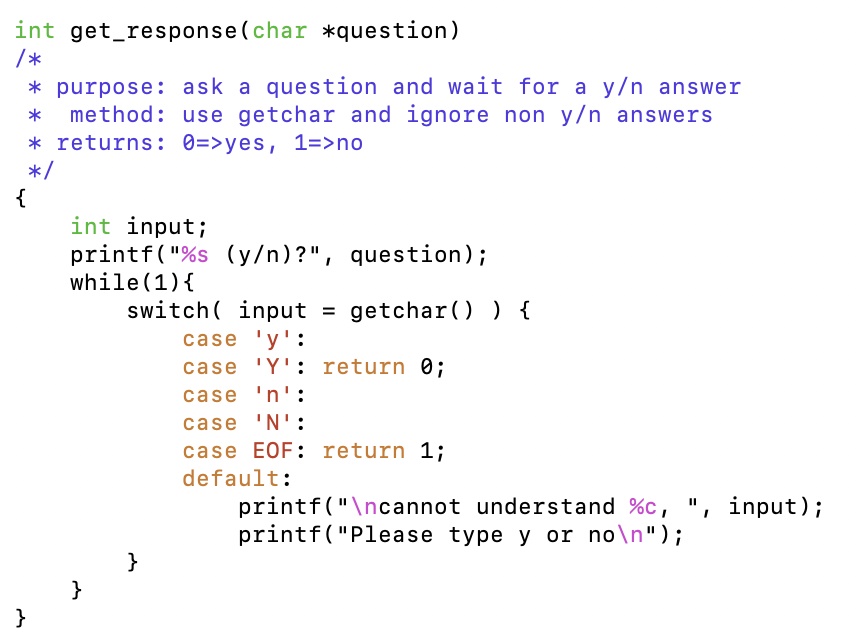 int get_response(char *question)
/*
 * purpose: ask a question and wait for a y/n answer
 *  method: use getchar and ignore non y/n answers
 * returns: 0=>yes, 1=>no
 */
{
    int input;
    printf("%s (y/n)?", question);
    while(1){
        switch( input = getchar() ) {
            case 'y':
            case 'Y': return 0;
            case 'n':
            case 'N':
            case EOF: return 1;
            default:
                printf("\ncannot understand %c, ", input);
                printf("Please type y or no\n");
        }
    }
}